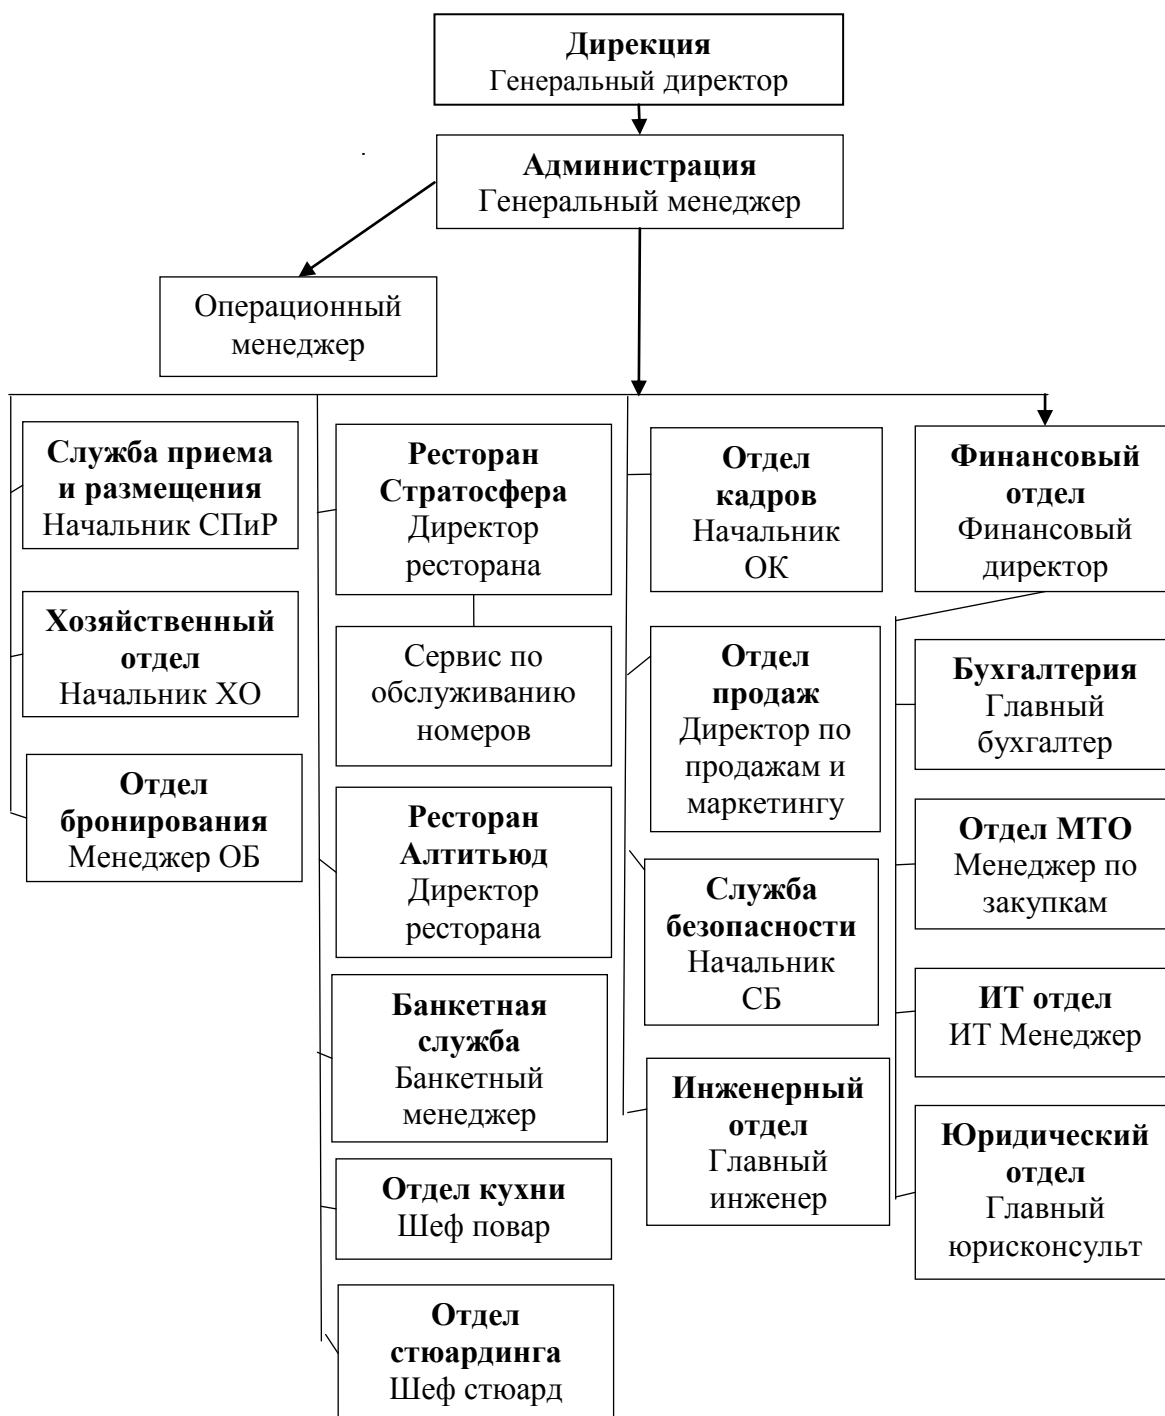 Дирекция
Генеральный директор
Администрация
Генеральный менеджер
Операционный
менеджер
Служба приема
и размещения
Начальник СПиР
Хозяйственный
отдел
Начальник ХО
Отдел
бронирования
Менеджер ОБ
Ресторан
Стратосфера
Директор
ресторана
Сервис по
обслуживанию
номеров
Ресторан
Алтитьюд
Директор
ресторана
Банкетная
служба
Банкетный
менеджер
Отдел кухни
Шеф повар
Отдел
стюардинга
Шеф стюард
Отдел
кадров
Начальник
ОК
Отдел
продаж
Директор по
продажам и
маркетингу
Служба
безопасности
Начальник
СБ
Инженерный
отдел
Главный
инженер
Финансовый
отдел
Финансовый
директор
Бухгалтерия
Главный
бухгалтер
Отдел МТО
Менеджер по
закупкам
ИТ отдел
ИТ Менеджер
Юридический
отдел
Главный
юрисконсульт